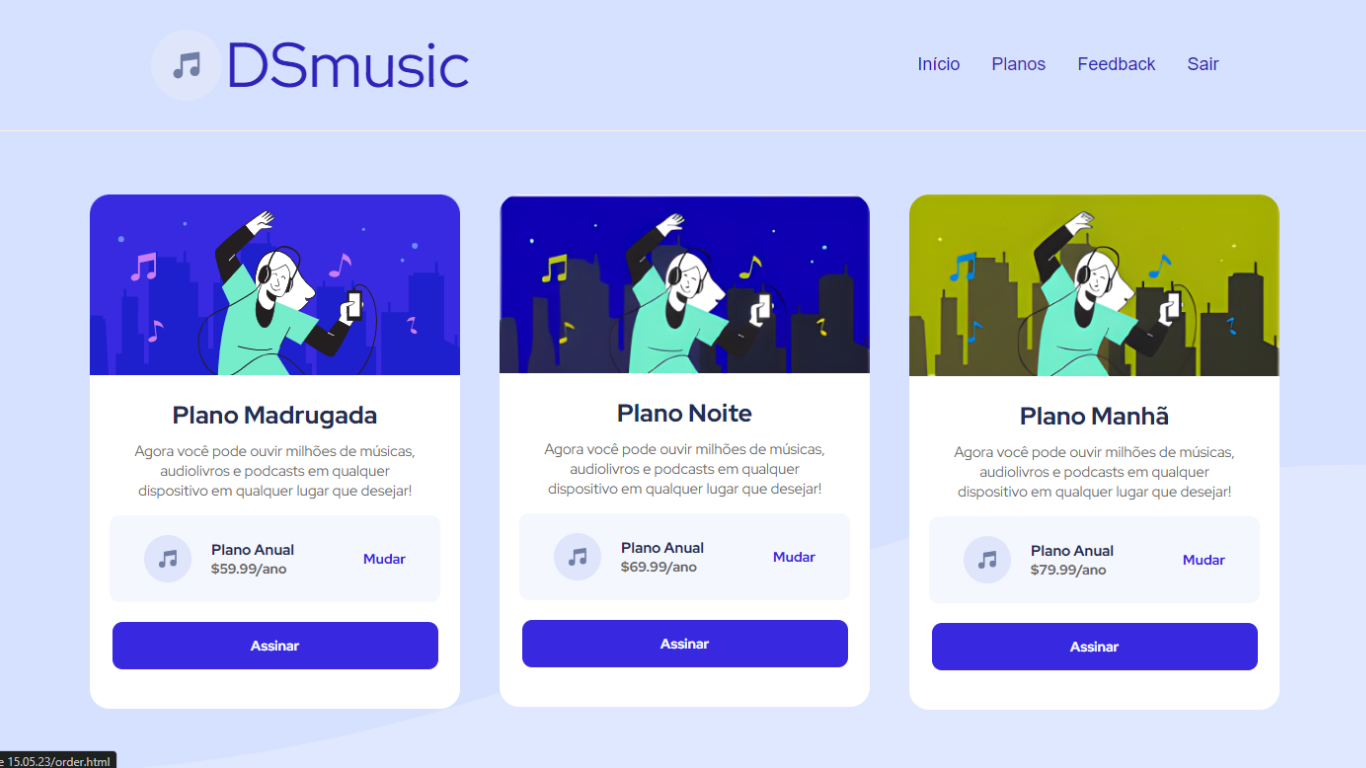 DSmusic
Início Planos Feedback Sair
Plano Madrugada
Agora você pode ouvir milhões de músicas,
audiolivros e podcasts em qualquer
dispositivo em qualquer lugar que desejar!
Plano Anual
$59.99/ano
Mudar
Assinar
Plano Noite
Agora você pode ouvir milhões de músicas,
audiolivros e podcasts em qualquer
dispositivo em qualquer lugar que desejar!
Plano Anual
$69.99/ano
Mudar
Assinar
Plano Manhã
Agora você pode ouvir milhões de músicas,
audiolivros e podcasts em qualquer
dispositivo em qualquer lugar que desejar!
Plano Anual
$79.99/ano
Mudar
Assinar
e 15.05.23/order.html